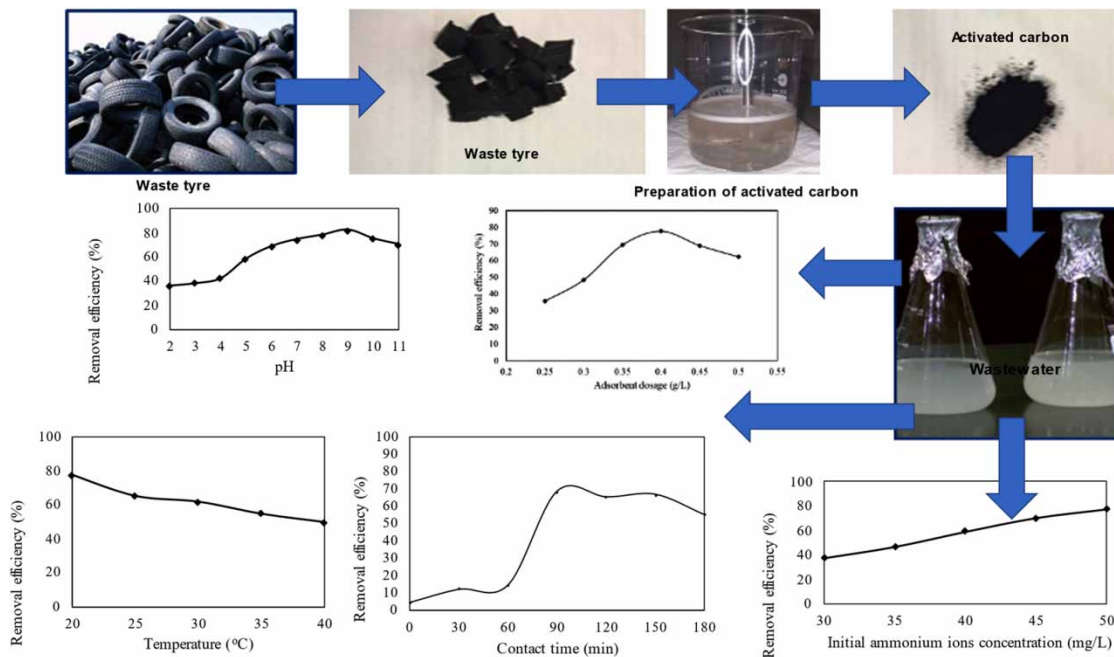 Activated carbon
Waste tyre
Waste tyre
Preparation of activated carbon
Wastewater
Removal efficiency (%)
100
80
60
40
20
0
2 3 4 5 6 7 8 9 10 11
pH
Removal efficiency (%)
90
80
70
60
50
40
30
20
10
0
0.2 0.25 0.3 0.35 0.4 0.45 0.5 0.55
Adsorbent dosage (g/L)
Removal efficiency (%)
100
80
60
40
20
0
20 25 30 35 40
Temperature (⁰C)
Removal efficiency (%)
100
90
80
70
60
50
40
30
20
10
0
0 30 60 90 120 150 180
Contact time (min)
Removal efficiency (%)
100
80
60
40
20
0
30 35 40 45 50
Initial ammonium ions concentration (mg/L)